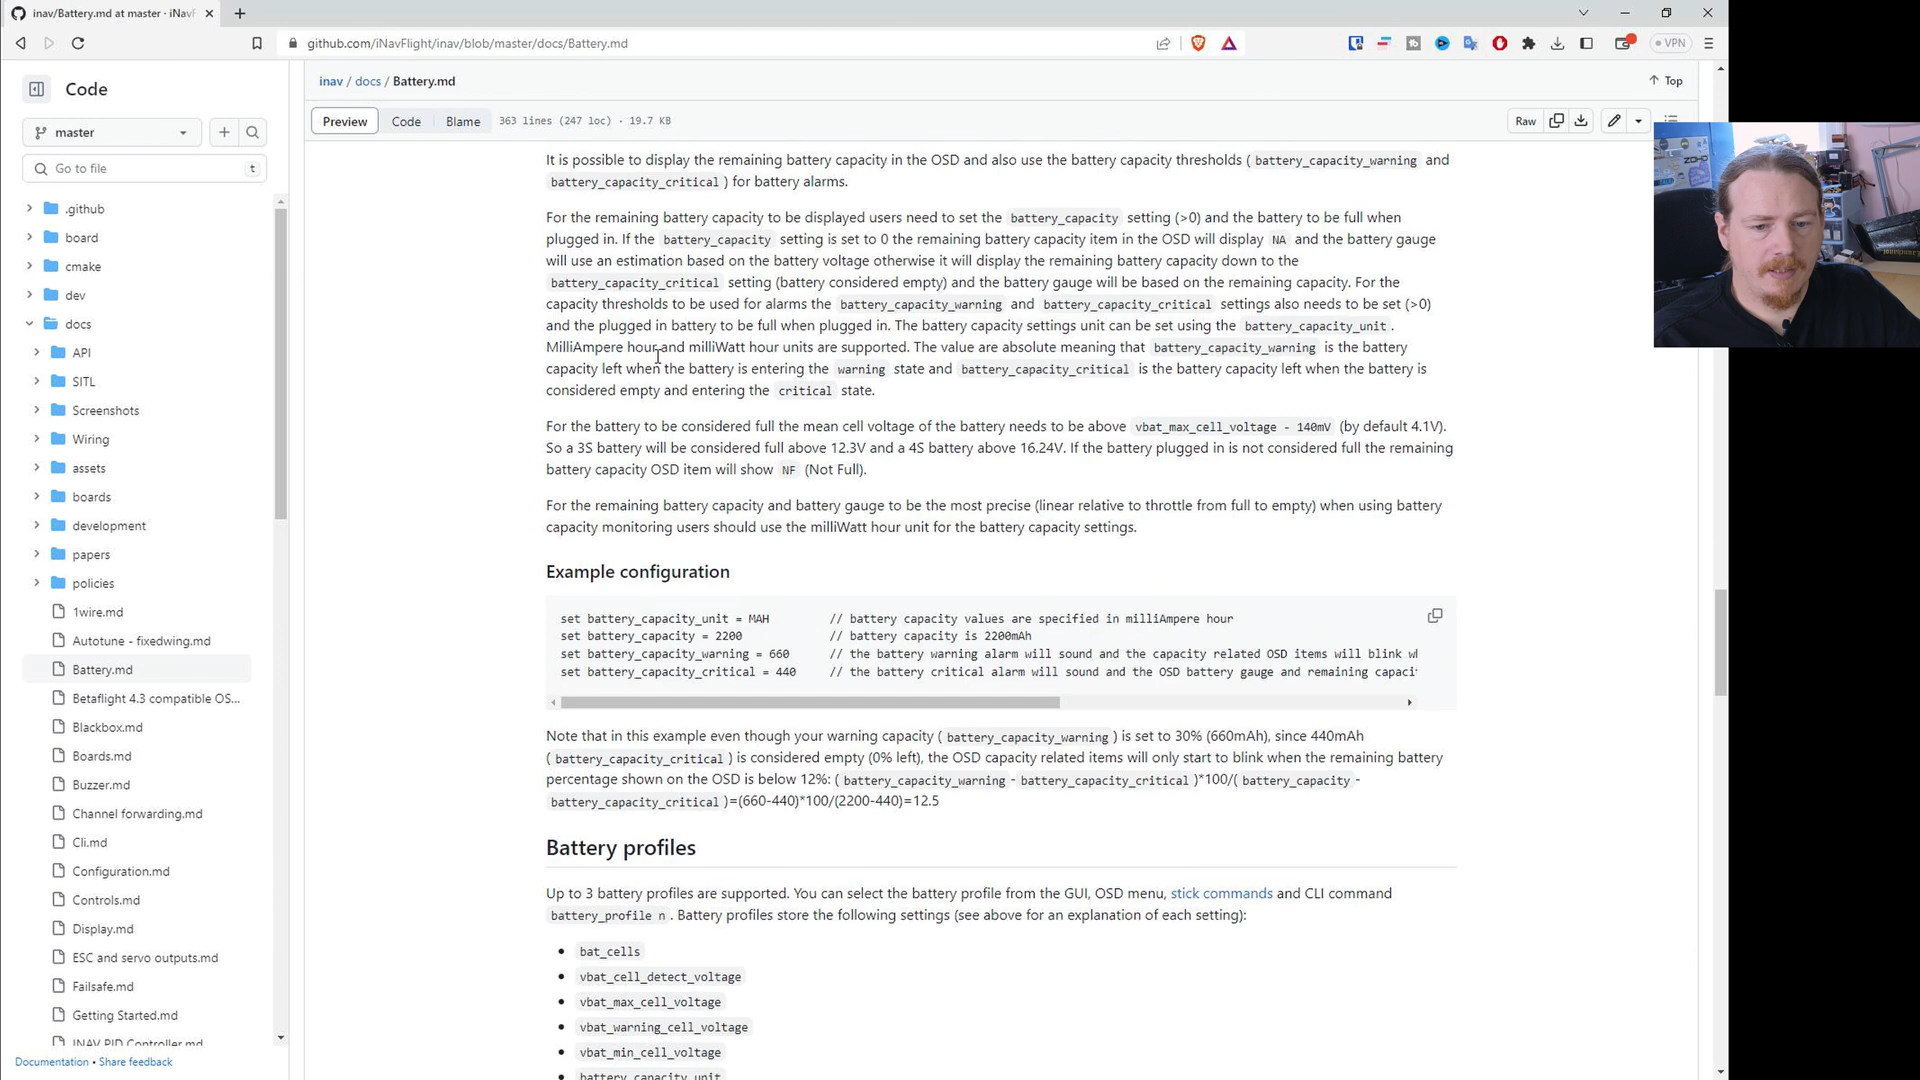 inav/Battery.md at master · iNavF
github.com/iNavFlight/inav/blob/master/docs/Battery.md
VPN
Code
inav / docs / Battery.md
Top
master
Preview Code Blame 363 lines (247 loc) · 19.7 KB
Raw
Go to file
t
.github
board
cmake
dev
docs
API
SITL
Screenshots
Wiring
assets
boards
development
papers
policies
1wire.md
Autotune - fixedwing.md
Battery.md
Betaflight 4.3 compatible OS...
Blackbox.md
Boards.md
Buzzer.md
Channel forwarding.md
Cli.md
Configuration.md
Controls.md
Display.md
ESC and servo outputs.md
Failsafe.md
Getting Started.md
INAV PID Controller.md
Documentation • Share feedback
It is possible to display the remaining battery capacity in the OSD and also use the battery capacity thresholds ( battery_capacity_warning and
battery_capacity_critical ) for battery alarms.
For the remaining battery capacity to be displayed users need to set the battery_capacity setting (>0) and the battery to be full when
plugged in. If the battery_capacity setting is set to 0 the remaining battery capacity item in the OSD will display NA and the battery gauge
will use an estimation based on the battery voltage otherwise it will display the remaining battery capacity down to the
battery_capacity_critical setting (battery considered empty) and the battery gauge will be based on the remaining capacity. For the
capacity thresholds to be used for alarms the battery_capacity_warning and battery_capacity_critical settings also needs to be set (>0)
and the plugged in battery to be full when plugged in. The battery capacity settings unit can be set using the battery_capacity_unit .
MilliAmpere hour and milliWatt hour units are supported. The value are absolute meaning that battery_capacity_warning is the battery
capacity left when the battery is entering the warning state and battery_capacity_critical is the battery capacity left when the battery is
considered empty and entering the critical state.
For the battery to be considered full the mean cell voltage of the battery needs to be above vbat_max_cell_voltage - 140mV (by default 4.1V).
So a 3S battery will be considered full above 12.3V and a 4S battery above 16.24V. If the battery plugged in is not considered full the remaining
battery capacity OSD item will show NF (Not Full).
For the remaining battery capacity and battery gauge to be the most precise (linear relative to throttle from full to empty) when using battery
capacity monitoring users should use the milliWatt hour unit for the battery capacity settings.
Example configuration
set battery_capacity_unit = MAH // battery capacity values are specified in milliAmpere hour
set battery_capacity = 2200 // battery capacity is 2200mAh
set battery_capacity_warning = 660 // the battery warning alarm will sound and the capacity related OSD items will blink wh
set battery_capacity_critical = 440 // the battery critical alarm will sound and the OSD battery gauge and remaining capaci
Note that in this example even though your warning capacity ( battery_capacity_warning ) is set to 30% (660mAh), since 440mAh
( battery_capacity_critical ) is considered empty (0% left), the OSD capacity related items will only start to blink when the remaining battery
percentage shown on the OSD is below 12%: ( battery_capacity_warning - battery_capacity_critical )*100/( battery_capacity -
battery_capacity_critical )=(660-440)*100/(2200-440)=12.5
Battery profiles
Up to 3 battery profiles are supported. You can select the battery profile from the GUI, OSD menu, stick commands and CLI command
battery_profile n . Battery profiles store the following settings (see above for an explanation of each setting):
• bat_cells
• vbat_cell_detect_voltage
• vbat_max_cell_voltage
• vbat_warning_cell_voltage
• vbat_min_cell_voltage
• battery_capacity_unit
ZOHO